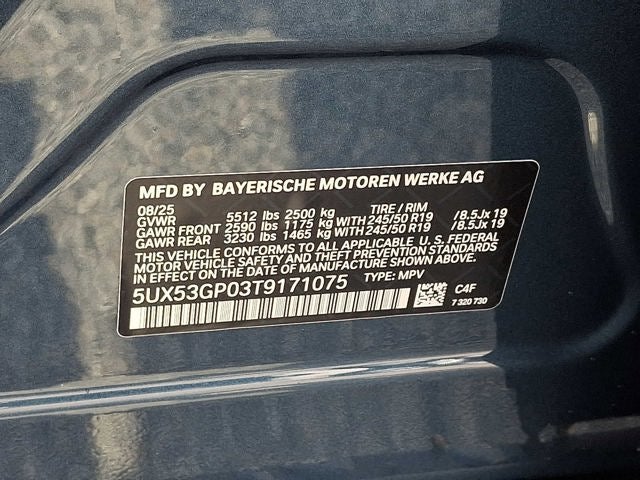 MFD BY BAYERISCHE MOTOREN WERKE AG
08/25 TIRE / RIM
GVWR 5512 lbs 2500 kg
GAWR FRONT 2590 lbs 1175 kg WITH 245/50 R19 /8.5Jx 19
GAWR REAR 3230 lbs 1465 kg WITH 245/50 R19 /8.5Jx 19
THIS VEHICLE CONFORMS TO ALL APPLICABLE U. S. FEDERAL
MOTOR VEHICLE SAFETY AND THEFT PREVENTION STANDARDS
IN EFFECT ON THE DATE OF MANUFACTURE SHOWN ABOVE.
5UX53GP03T9171075 TYPE: MPV
C4F
7 320 730